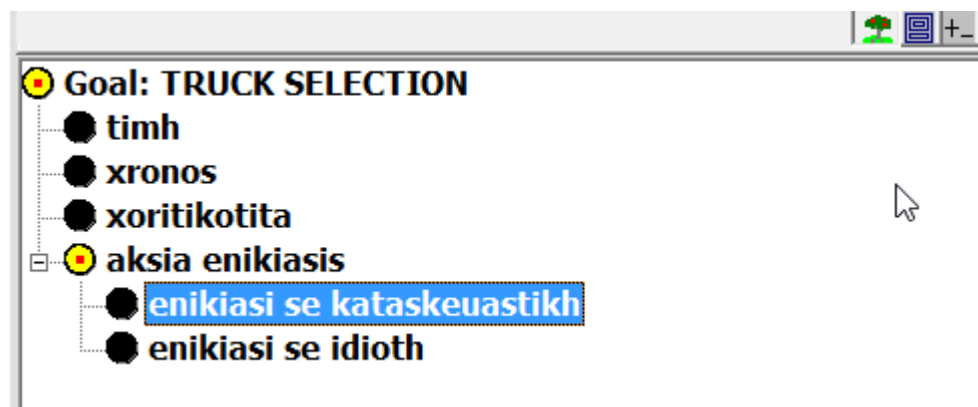 Goal: TRUCK SELECTION
timh
xronos
xoritikotita
aksia enikiasis
enikiasi se kataskeuastikh
enikiasi se idioth